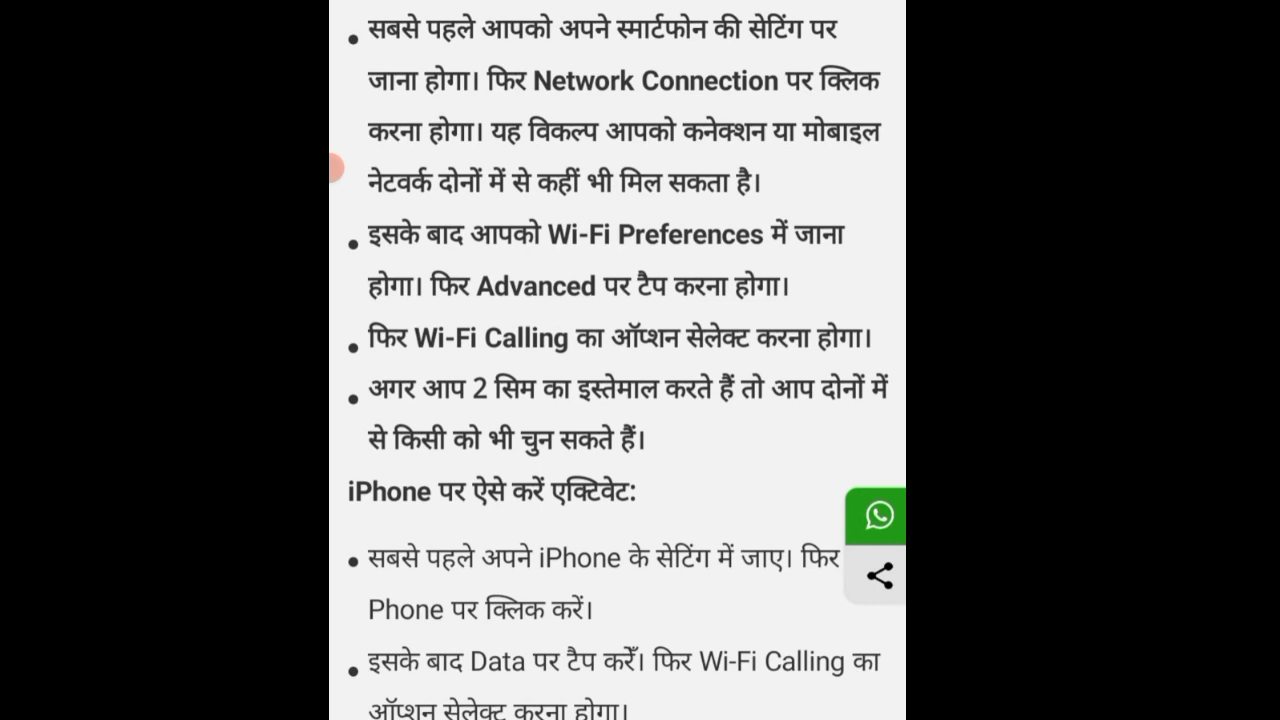 • सबसे पहले आपको अपने स्मार्टफोन की सेटिंग पर
जाना होगा। फिर Network Connection पर क्लिक
करना होगा। यह विकल्प आपको कनेक्शन या मोबाइल
नेटवर्क दोनों में से कहीं भी मिल सकता है।
• इसके बाद आपको Wi-Fi Preferences में जाना
होगा। फिर Advanced पर टैप करना होगा।
• फिर Wi-Fi Calling का ऑप्शन सेलेक्ट करना होगा।
• अगर आप 2 सिम का इस्तेमाल करते हैं तो आप दोनों में
से किसी को भी चुन सकते हैं।
iPhone पर ऐसे करें एक्टिवेट:
• सबसे पहले अपने iPhone के सेटिंग में जाए। फिर
Phone पर क्लिक करें।
• इसके बाद Data पर टैप करेँ। फिर Wi-Fi Calling का
ऑप्शन सेलेक्ट करना होगा।